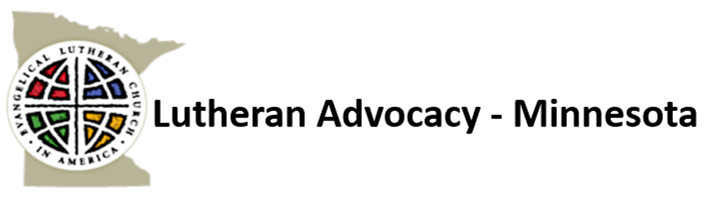 • EVANGELICAL LUTHERAN CHURCH • IN AMERICA
Lutheran Advocacy - Minnesota